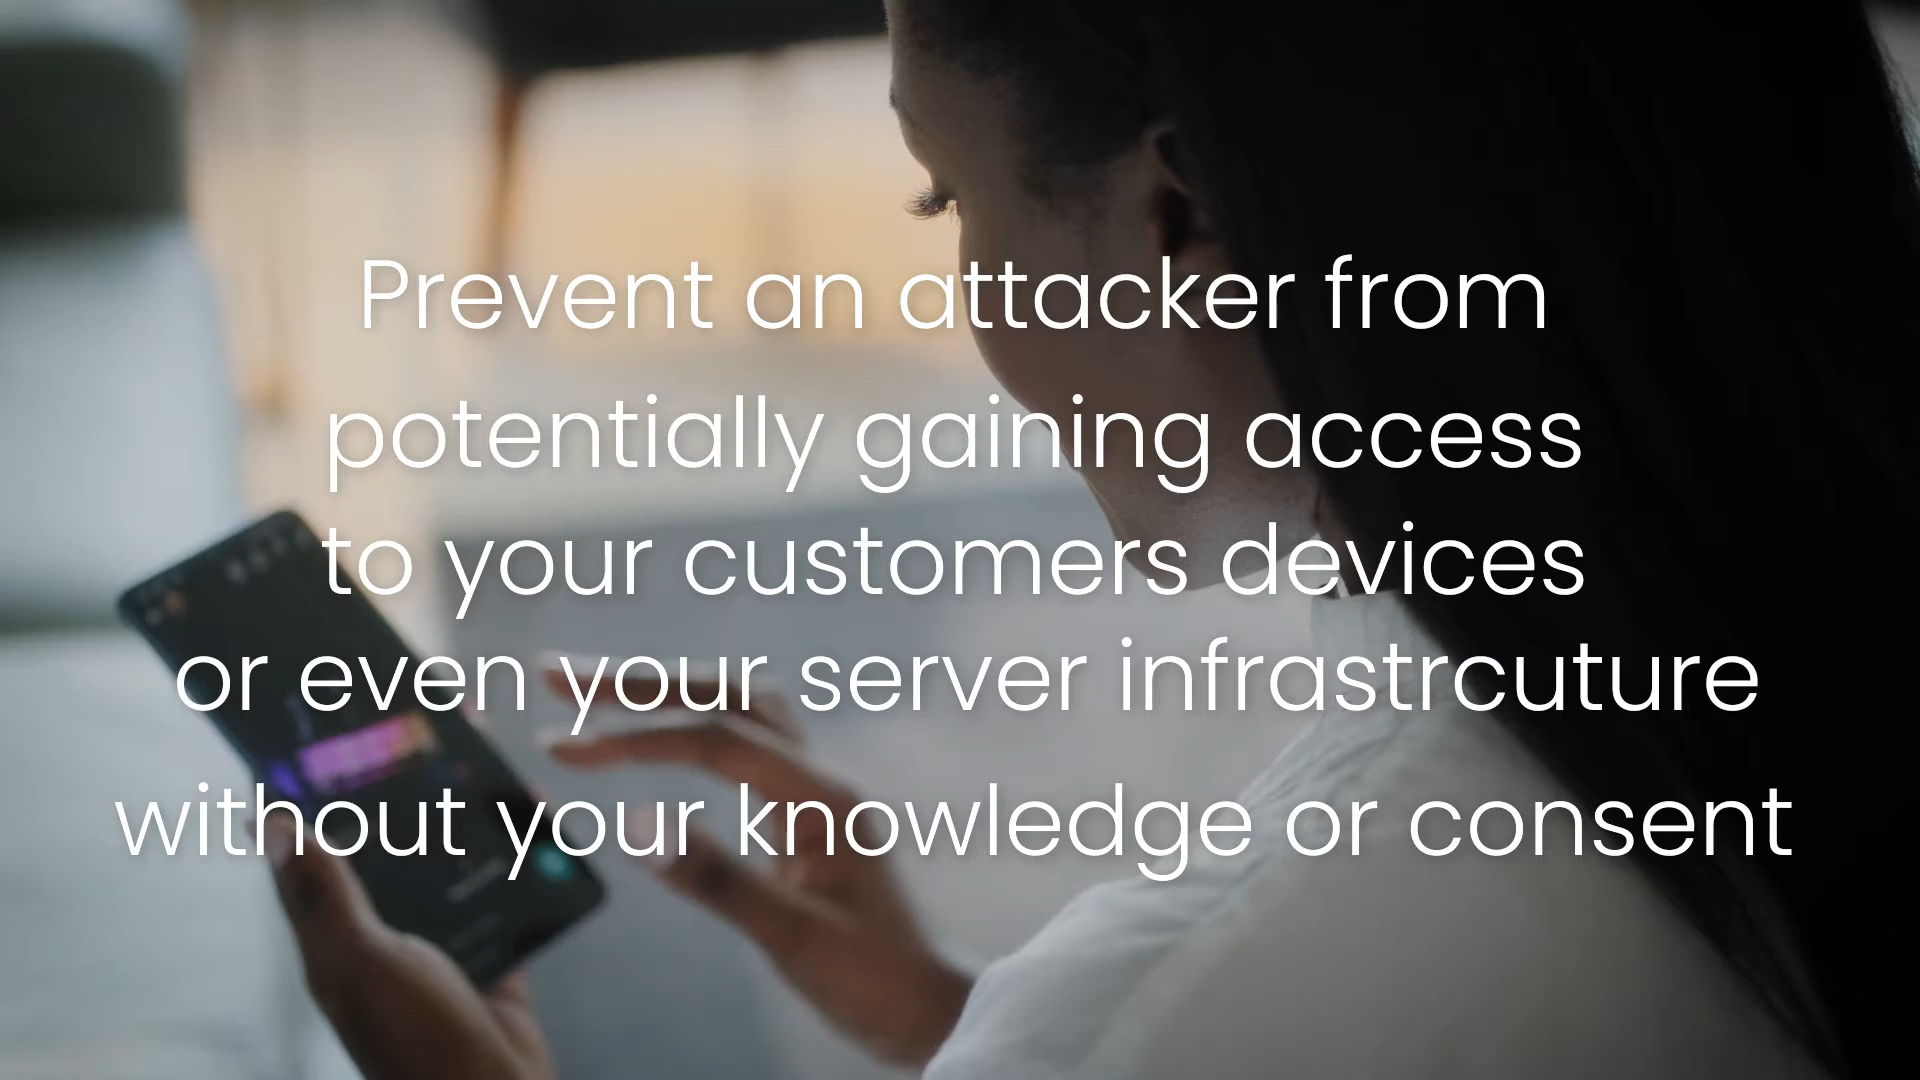 Prevent an attacker from
potentially gaining access
to your customers devices
or even your server infrastrcuture
without your knowledge or consent